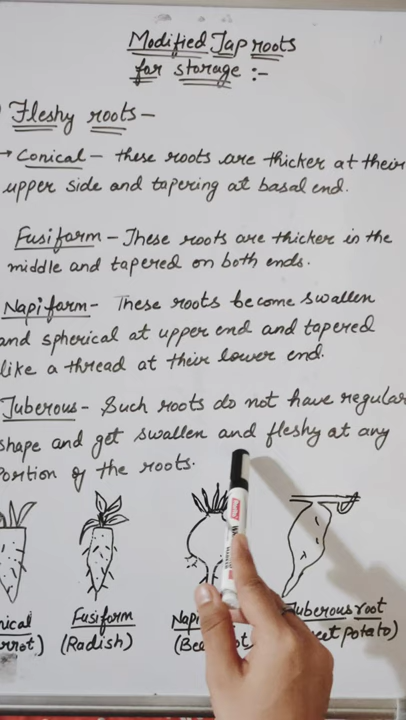 Modified Tap roots
for storage :-
Fleshy roots -
→ Conical - these roots are thicker at their
upper side and tapering at basal end.
Fusiform - These roots are thicker in the
middle and tapered on both ends.
Napiform - These roots become swallen
and spherical at upper end and tapered
like a thread at their lower end.
Tuberous - Such roots do not have regular
shape and get swallen and fleshy at any
portion of the roots.
Fusiform Tuberous root
(Radish) potato)